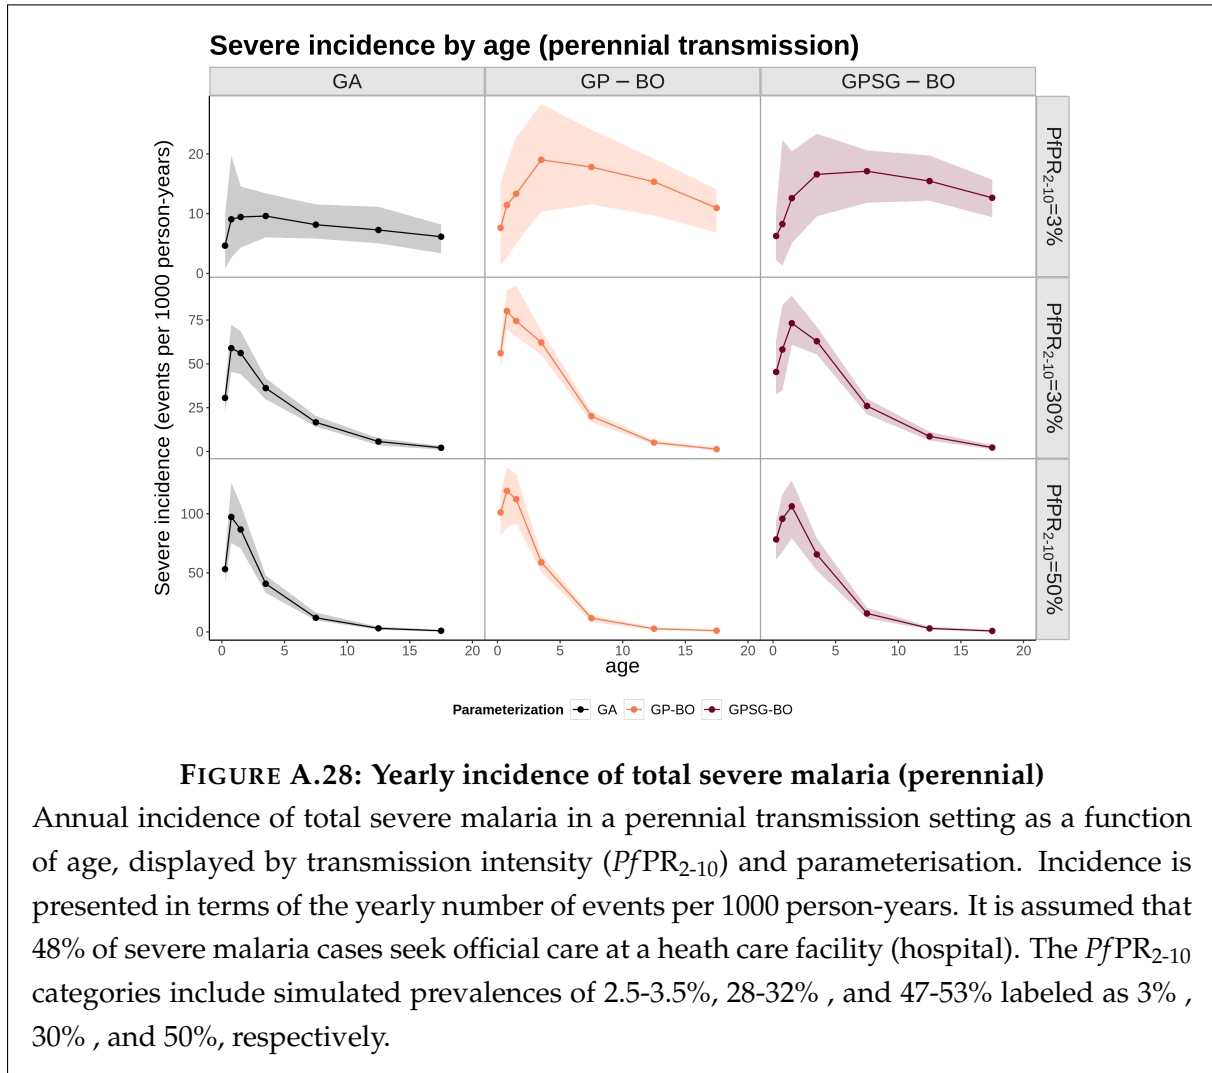 Severe incidence by age (perennial transmission)
GA
GP − BO
GPSG − BO
Severe incidence (events per 1000 person-years)
20
10
0
PfPR2-10=3%
75
50
25
0
PfPR2-10=30%
100
50
0
PfPR2-10=50%
0 5 10 15 20
0 5 10 15 20
0 5 10 15 20
age
Parameterization GA GP-BO GPSG-BO
FIGURE A.28: Yearly incidence of total severe malaria (perennial)
Annual incidence of total severe malaria in a perennial transmission setting as a function
of age, displayed by transmission intensity (PfPR2-10) and parameterisation. Incidence is
presented in terms of the yearly number of events per 1000 person-years. It is assumed that
48% of severe malaria cases seek official care at a heath care facility (hospital). The PfPR2-10
categories include simulated prevalences of 2.5-3.5%, 28-32% , and 47-53% labeled as 3% ,
30% , and 50%, respectively.